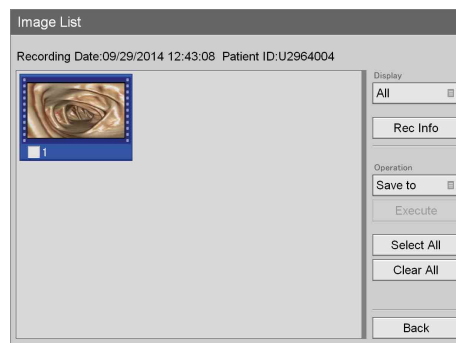 Image List
Recording Date:09/29/2014 12:43:08 Patient ID:U2964004
Display
All
Rec Info
1
Operation
Save to
Execute
Select All
Clear All
Back